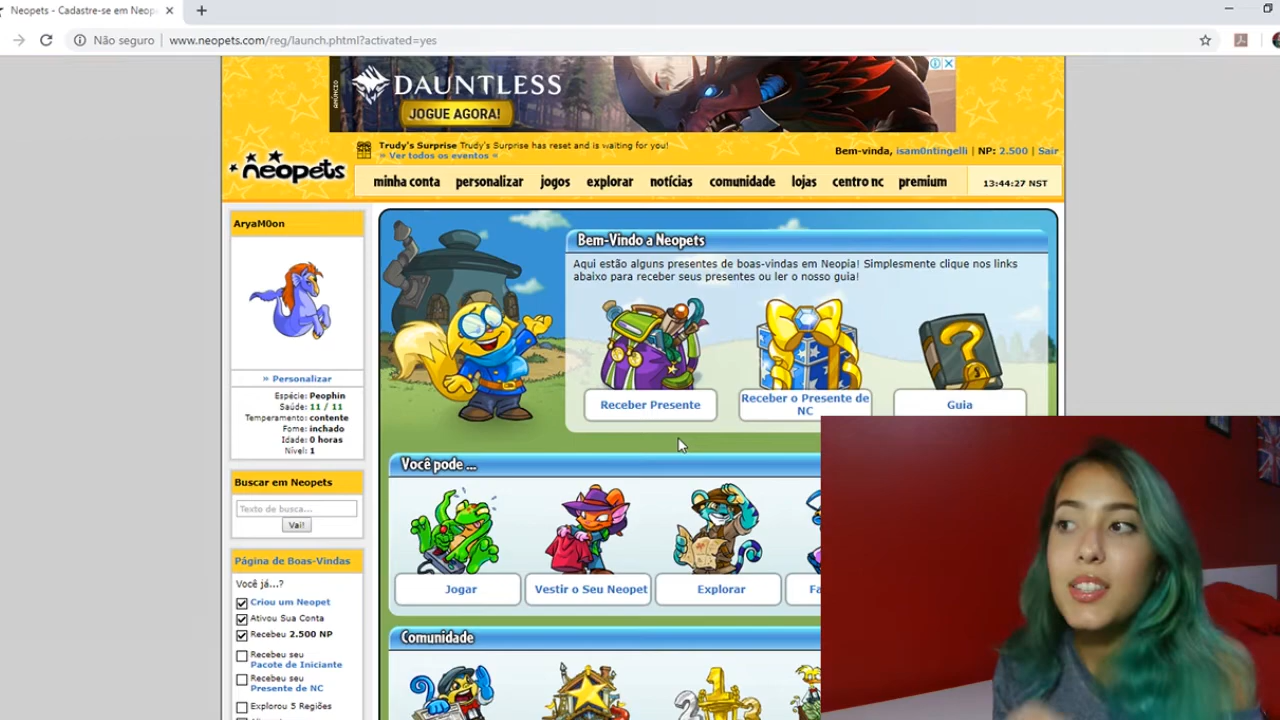 Neopets - Cadastre-se em Neop
Não seguro
www.neopets.com/reg/launch.phtml?activated=yes
ANÚNCIO
DAUNTLESS
JOGUE AGORA!
Trudy's Surprise Trudy's Surprise has reset and is waiting for you!
» Ver todos os eventos «
Bem-vinda, isam0ntingelli | NP: 2.500 | Sair
neopets
minha conta personalizar jogos explorar notícias comunidade lojas centro nc premium
13:44:27 NST
AryaM0on
» Personalizar
Espécie: Peophin
Saúde: 11 / 11
Temperamento: contente
Fome: inchado
Idade: 0 horas
Nível: 1
Buscar em Neopets
Texto de busca...
Vai!
Página de Boas-Vindas
Você já...?
Criou um Neopet
Ativou Sua Conta
Recebeu 2.500 NP
Recebeu seu
Pacote de Iniciante
Recebeu seu
Presente de NC
Explorou 5 Regiões
Bem-Vindo a Neopets
Aqui estão alguns presentes de boas-vindas em Neopia! Simplesmente clique nos links
abaixo para receber seus presentes ou ler o nosso guia!
Receber Presente
Receber o Presente de
NC
Guia
Você pode ...
Jogar
Vestir o Seu Neopet
Explorar
Fa
Comunidade
2 1 3